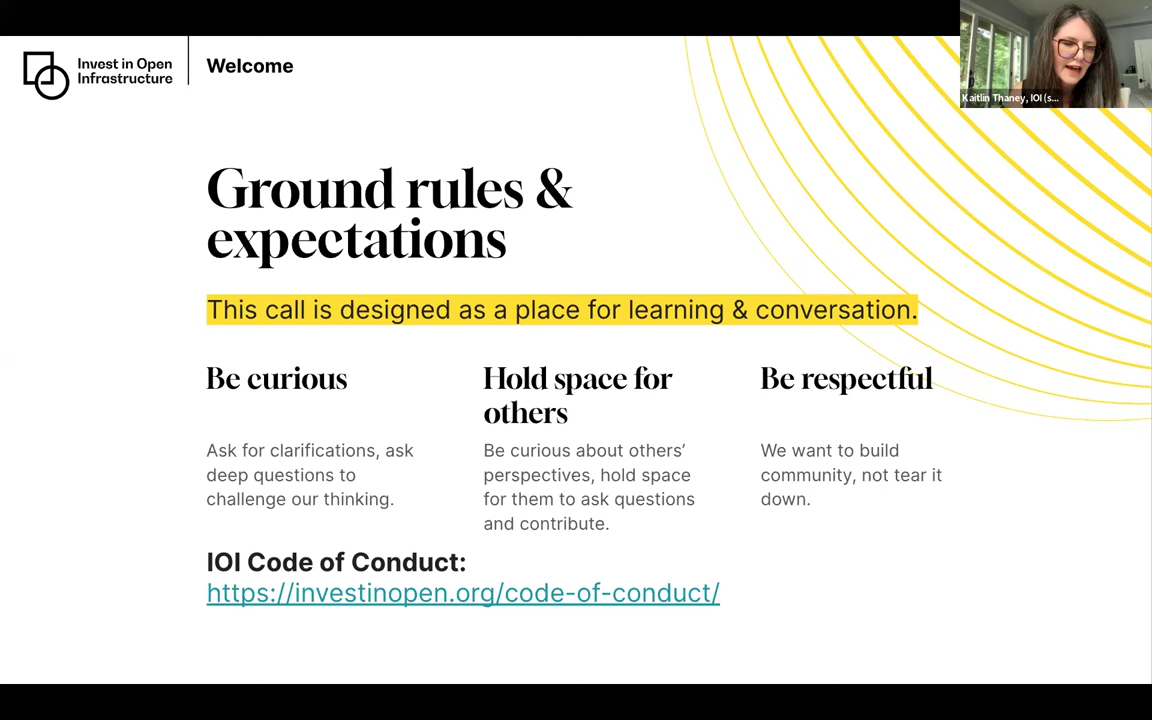 Invest in Open
Infrastructure
Welcome
Kaitlin Thaney, IOI (s...
Ground rules &
expectations
This call is designed as a place for learning & conversation.
Be curious
Ask for clarifications, ask
deep questions to
challenge our thinking.
Hold space for
others
Be curious about others’
perspectives, hold space
for them to ask questions
and contribute.
Be respectful
We want to build
community, not tear it
down.
IOI Code of Conduct:
https://investinopen.org/code-of-conduct/